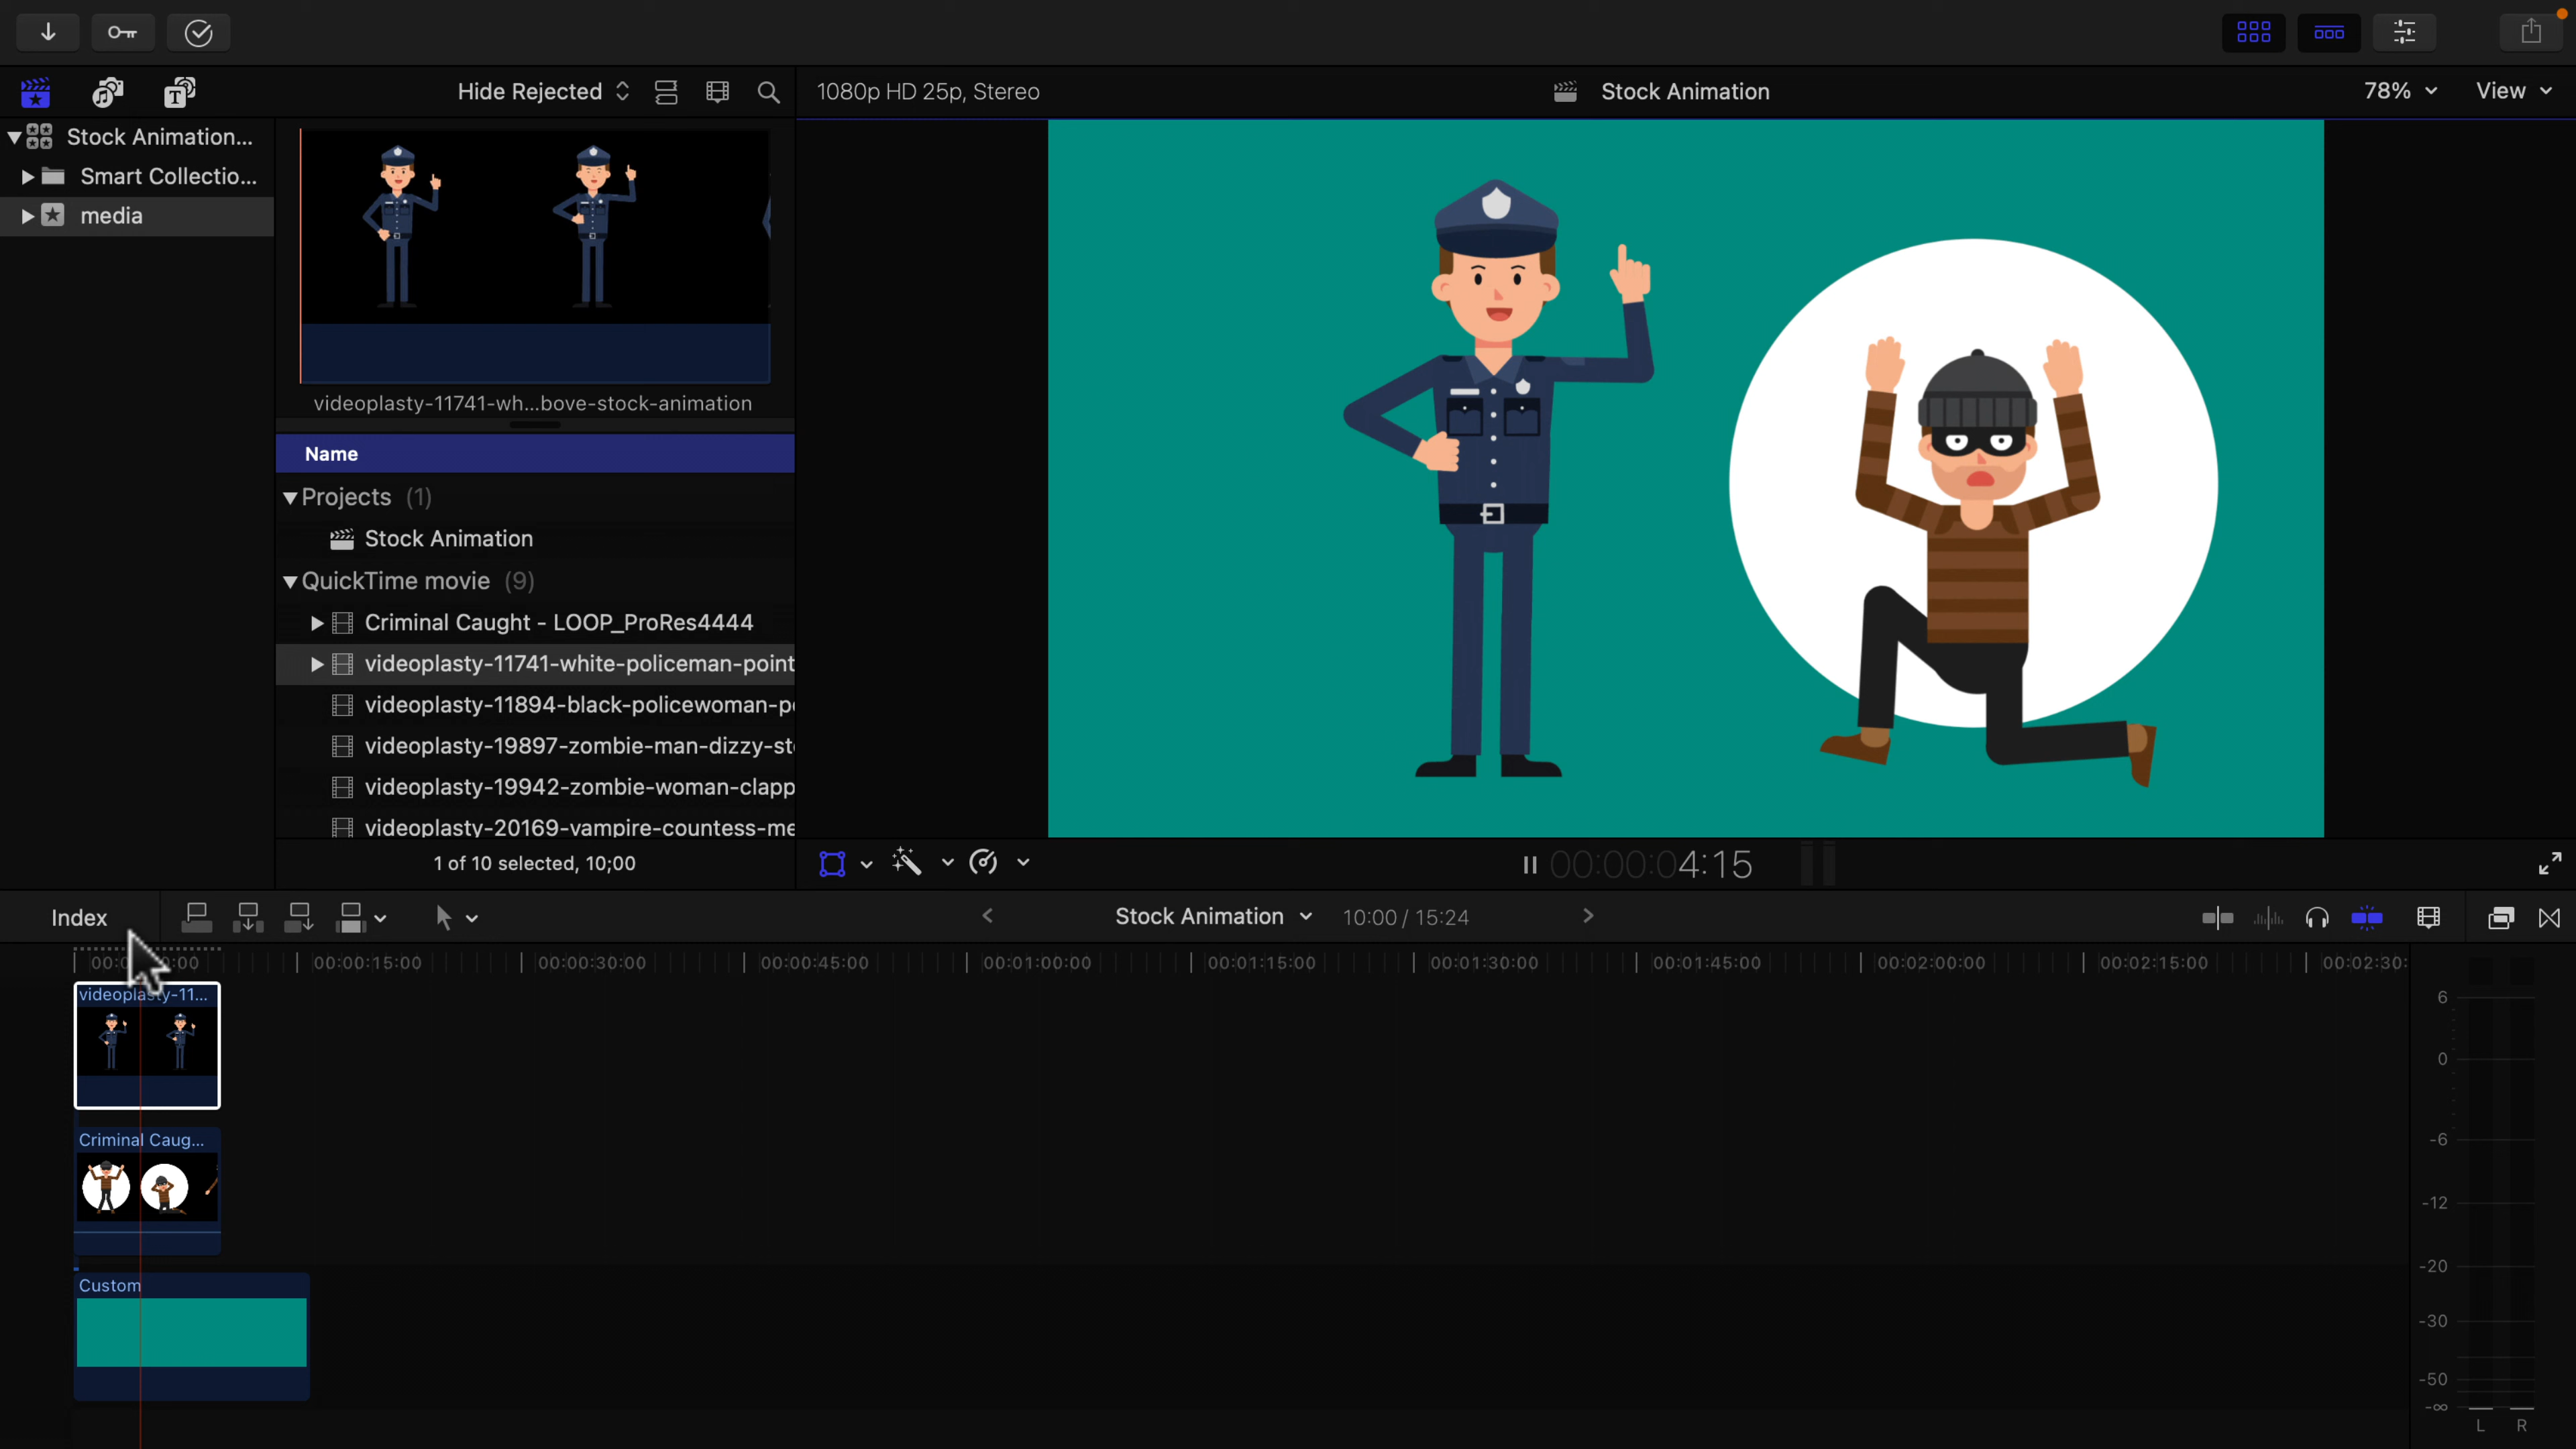 Hide Rejected
1080p HD 25p, Stereo
Stock Animation
78%
View
Stock Animation...
Smart Collectio...
media
videoplasty-11741-wh...bove-stock-animation
Name
Projects (1)
Stock Animation
QuickTime movie (9)
Criminal Caught - LOOP_ProRes4444
videoplasty-11741-white-policeman-point
videoplasty-11894-black-policewoman-p
videoplasty-19897-zombie-man-dizzy-st
videoplasty-19942-zombie-woman-clapp
videoplasty-20169-vampire-countess-me
1 of 10 selected, 10;00
00:00:04:15
Index
Stock Animation
10:00 / 15:24
00:00:15:00
00:00:30:00
00:00:45:00
00:01:00:00
00:01:15:00
00:01:30:00
00:01:45:00
00:02:00:00
00:02:15:00
00:02:30:
videoplasty-11...
Criminal Caug...
Custom
6
0
-6
-12
-20
-30
-50
-∞
L R